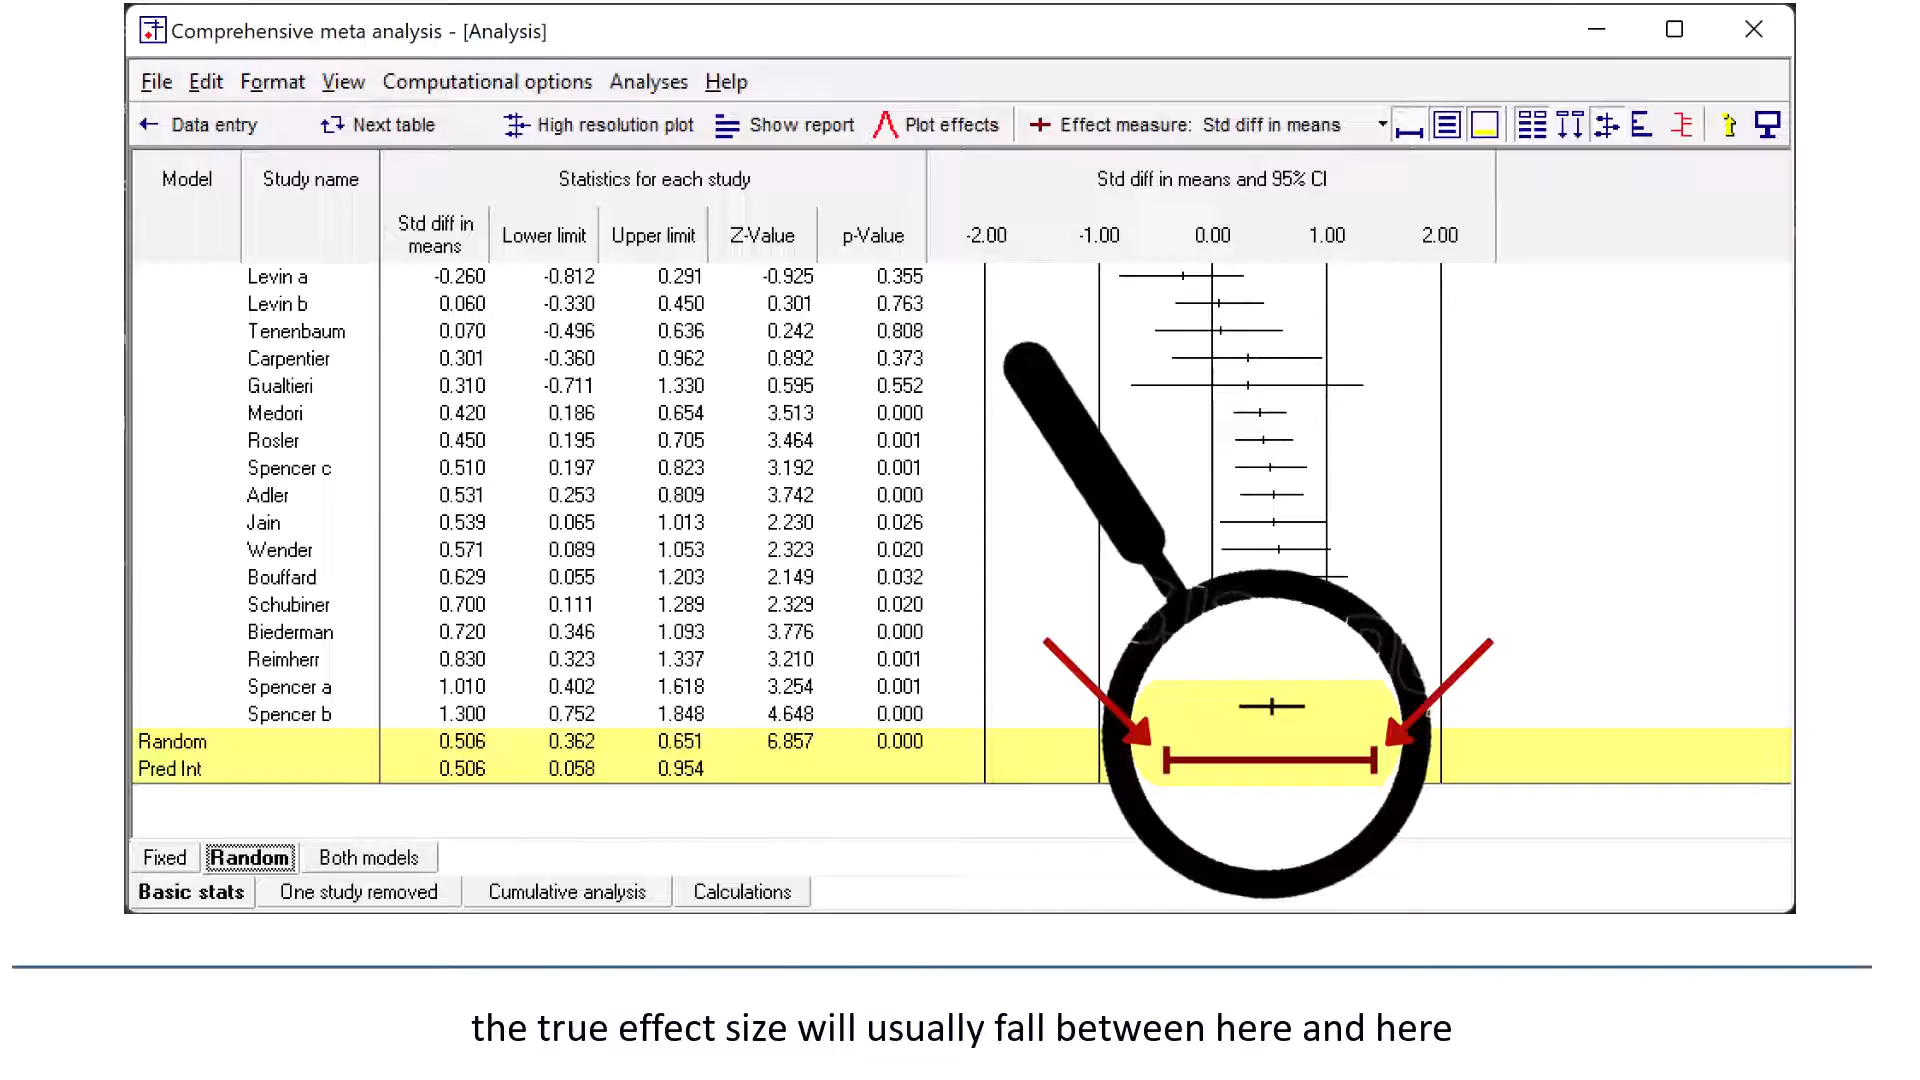 Comprehensive meta analysis - [Analysis]
File Edit Format View Computational options Analyses Help
Data entry Next table High resolution plot Show report Plot effects Effect measure: Std diff in means
Model Study name Statistics for each study Std diff in means and 95% CI
Std diff in means Lower limit Upper limit Z-Value p-Value -2.00 -1.00 0.00 1.00 2.00
Levin a -0.260 -0.812 0.291 -0.925 0.355
Levin b 0.060 -0.330 0.450 0.301 0.763
Tenenbaum 0.070 -0.496 0.636 0.242 0.808
Carpentier 0.301 -0.360 0.962 0.892 0.373
Gualtieri 0.310 -0.711 1.330 0.595 0.552
Medori 0.420 0.186 0.654 3.513 0.000
Rosler 0.450 0.195 0.705 3.464 0.001
Spencer c 0.510 0.197 0.823 3.192 0.001
Adler 0.531 0.253 0.809 3.742 0.000
Jain 0.539 0.065 1.013 2.230 0.026
Wender 0.571 0.089 1.053 2.323 0.020
Bouffard 0.629 0.055 1.203 2.149 0.032
Schubiner 0.700 0.111 1.289 2.329 0.020
Biederman 0.720 0.346 1.093 3.776 0.000
Reimherr 0.830 0.323 1.337 3.210 0.001
Spencer a 1.010 0.402 1.618 3.254 0.001
Spencer b 1.300 0.752 1.848 4.648 0.000
Random 0.506 0.362 0.651 6.857 0.000
Pred Int 0.506 0.058 0.954
Fixed Random Both models
Basic stats One study removed Cumulative analysis Calculations
the true effect size will usually fall between here and here